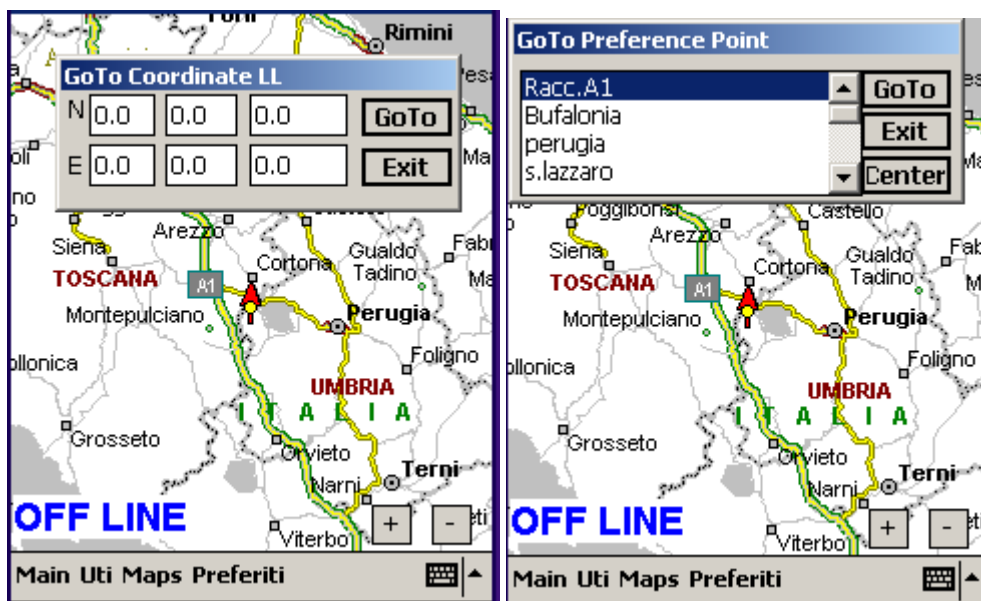 Rimini
GoTo Coordinate LL
N 0.0 0.0 0.0 GoTo
E 0.0 0.0 0.0 Exit
Arezzo
Siena
Cortona
Gualdo
Tadino
TOSCANA
A1
Montepulciano
Perugia
Foligno
UMBRIA
ITALIA
Grosseto
Orvieto
Terni
Narni
OFF LINE
+ -
Viterbo
Main Uti Maps Preferiti
GoTo Preference Point
Racc.A1 GoTo
Bufalonia
perugia Exit
s.lazzaro Center
Poggibonsi
Castello
Arezzo
Siena
Cortona
Gualdo
Tadino
TOSCANA
A1
Montepulciano
Perugia
Foligno
UMBRIA
ITALIA
Grosseto
Orvieto
Terni
Narni
OFF LINE
+ -
Viterbo
Main Uti Maps Preferiti